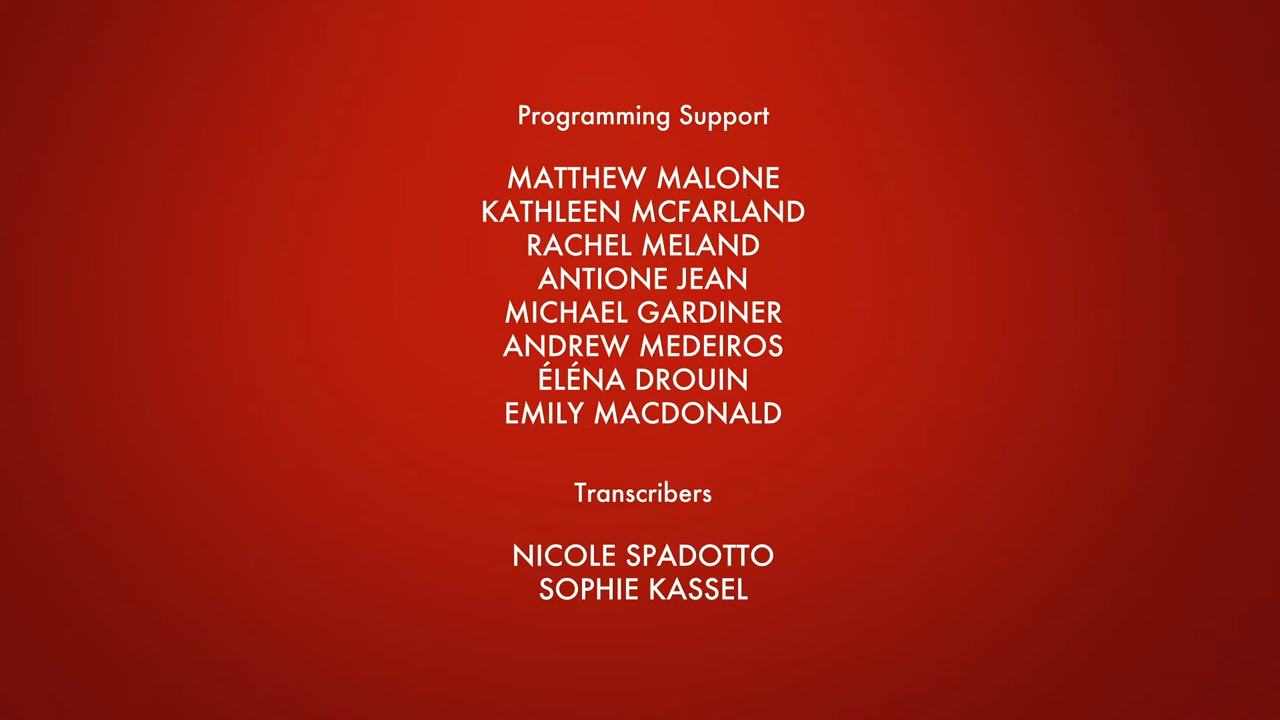 Programming Support
MATTHEW MALONE
KATHLEEN MCFARLAND
RACHEL MELAND
ANTIONE JEAN
MICHAEL GARDINER
ANDREW MEDEIROS
ÉLÉNA DROUIN
EMILY MACDONALD
Transcribers
NICOLE SPADOTTO
SOPHIE KASSEL